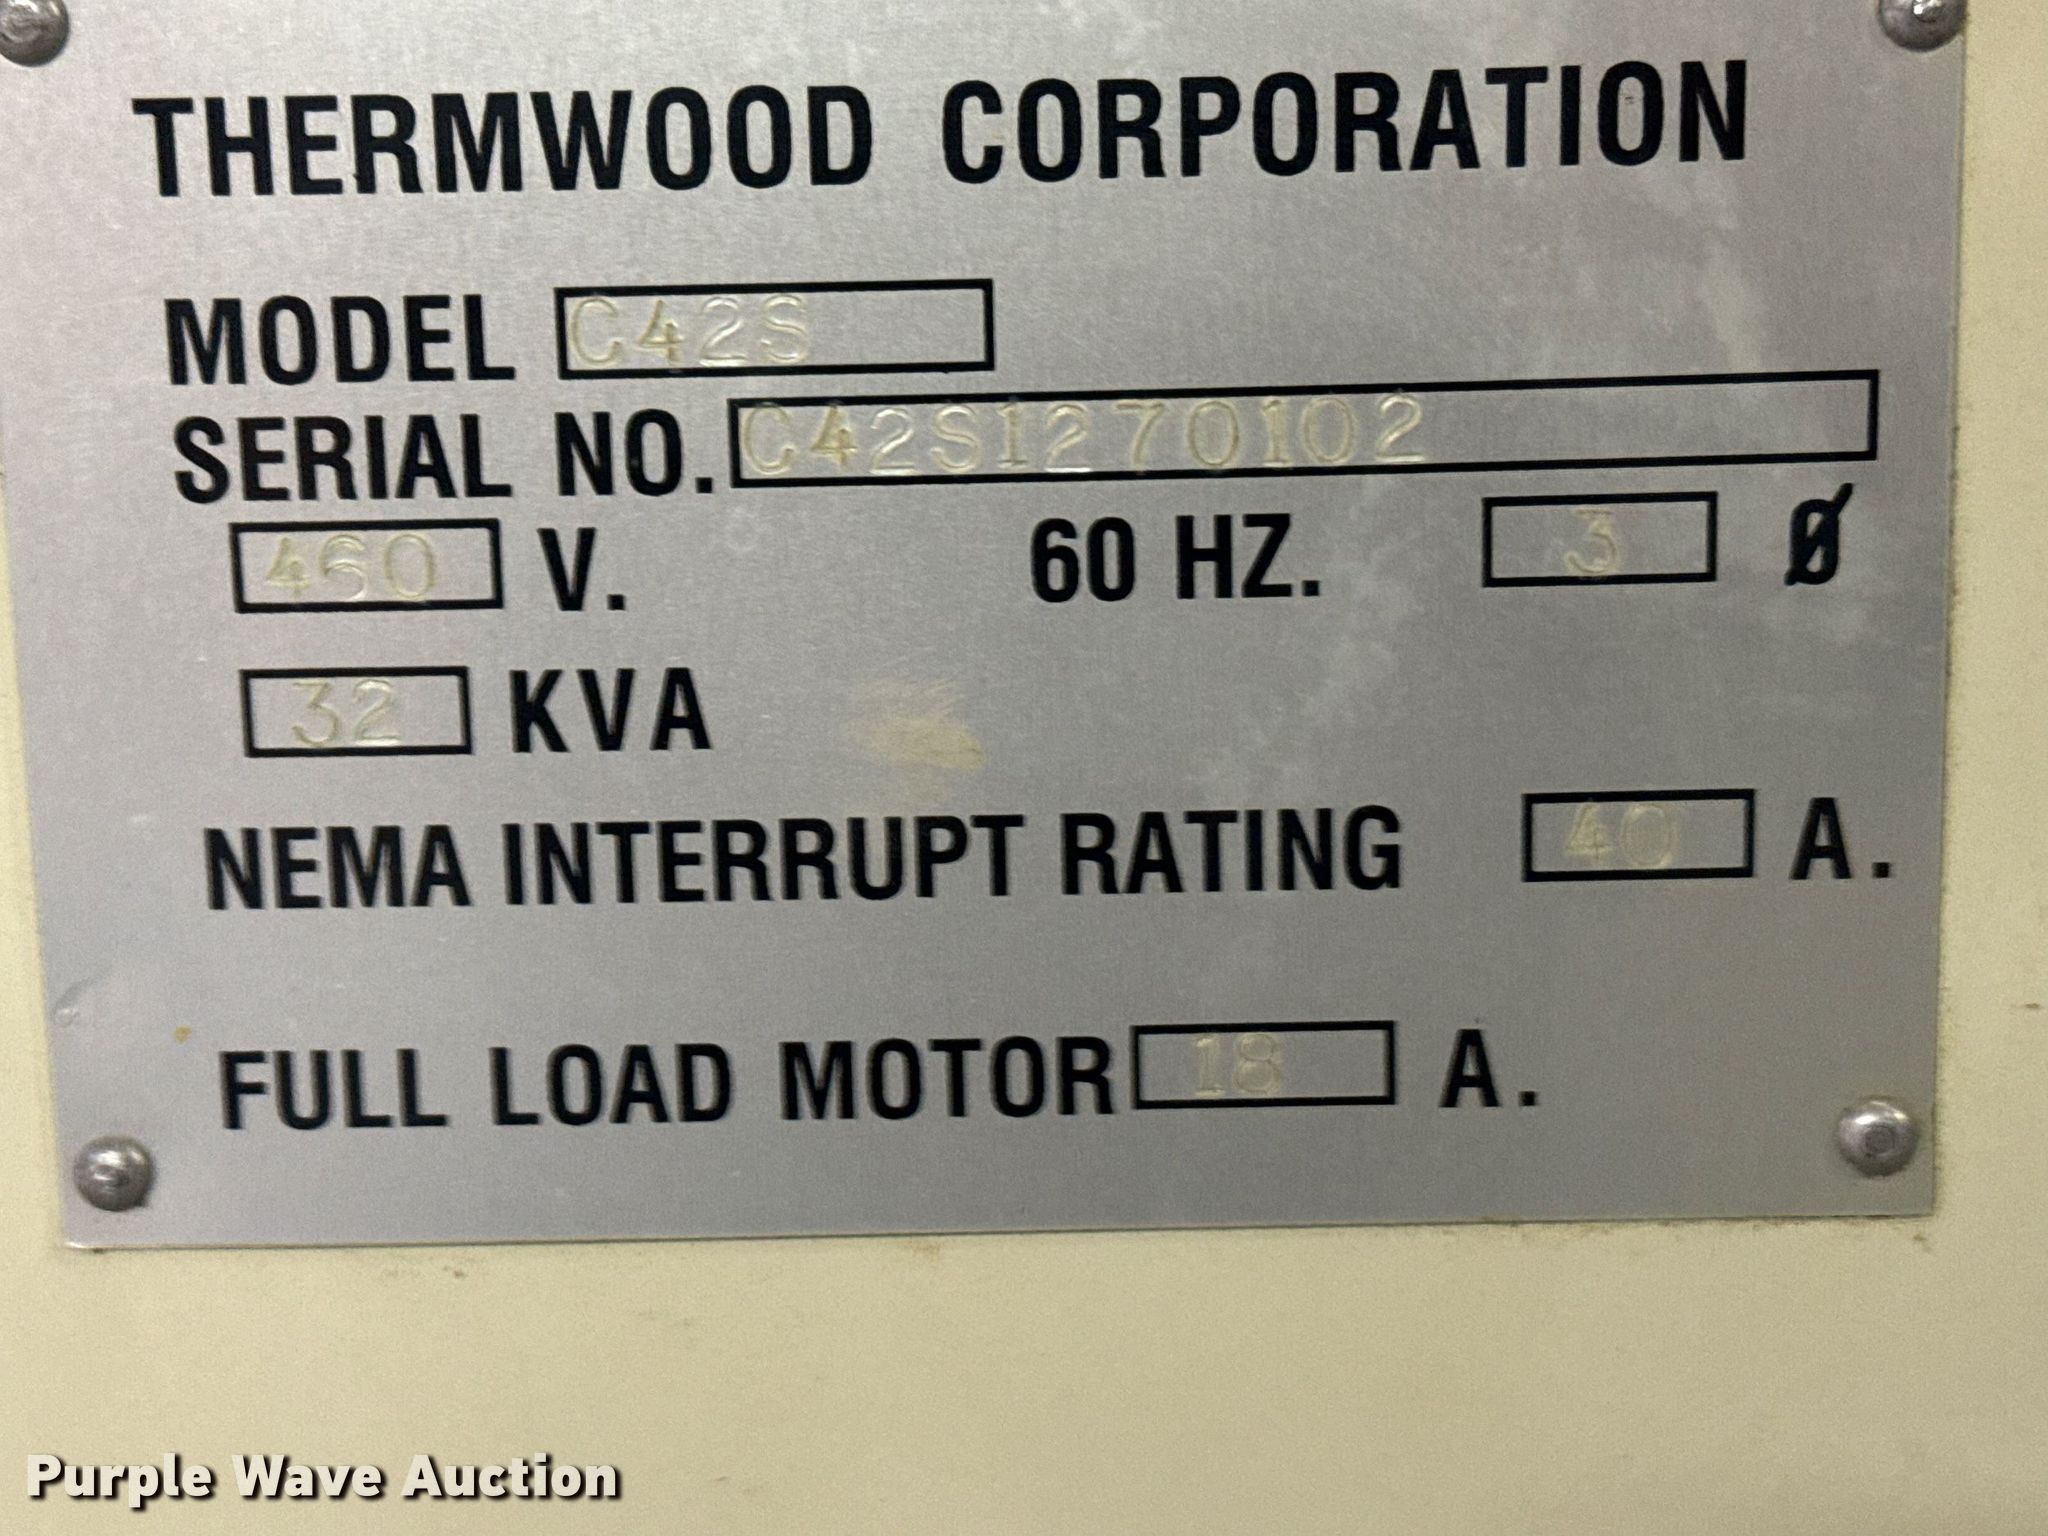 THERMWOOD CORPORATION
MODEL C42S
SERIAL NO. C42S1270102
460 V. 60 HZ. 3 Ø
32 KVA
NEMA INTERRUPT RATING 40 A.
FULL LOAD MOTOR 18 A.
Purple Wave Auction